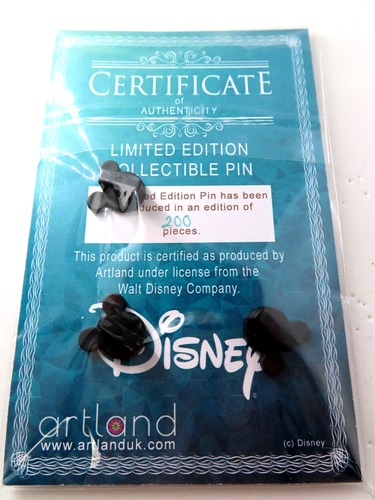 CERTIFICATE
of
AUTHENTICITY
LIMITED EDITION
COLLECTIBLE PIN
ed Edition Pin has been
duced in an edition of
200
pieces.
This product is certified as produced by
Artland under license from the
Walt Disney Company.
Disney
©
artland
www.artlanduk.com
(c) Disney